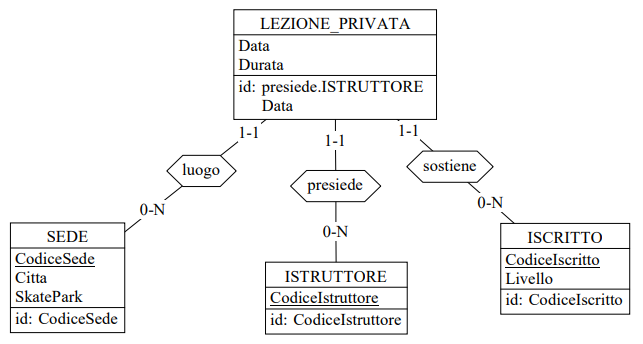 LEZIONE_PRIVATA
Data
Durata
id: presiede.ISTRUTTORE
Data
1-1
1-1
1-1
luogo
presiede
sostiene
0-N
0-N
0-N
SEDE
CodiceSede
Citta
SkatePark
id: CodiceSede
ISTRUTTORE
CodiceIstruttore
id: CodiceIstruttore
ISCRITTO
CodiceIscritto
Livello
id: CodiceIscritto